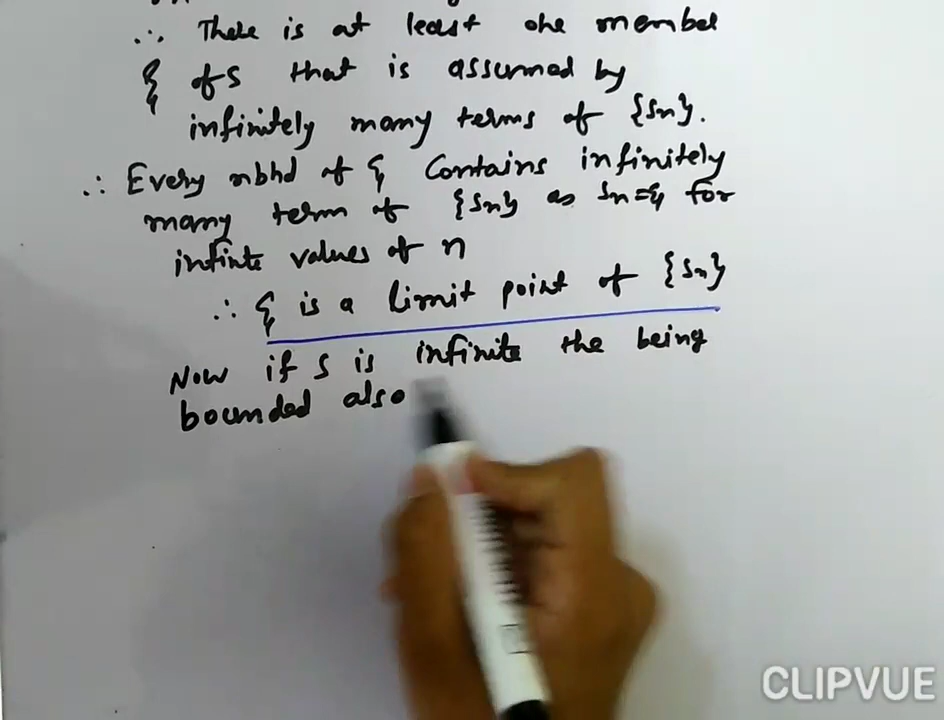 ∴ There is at least one member
ξ of S that is assumed by
infinitely many terms of {Sn}.
∴ Every nbhd of ξ contains infinitely
many term of {Sn} as Sn=ξ for
infinite values of n
∴ ξ is a limit point of {Sn}
Now if S is infinite the being
bounded also
CLIPVUE